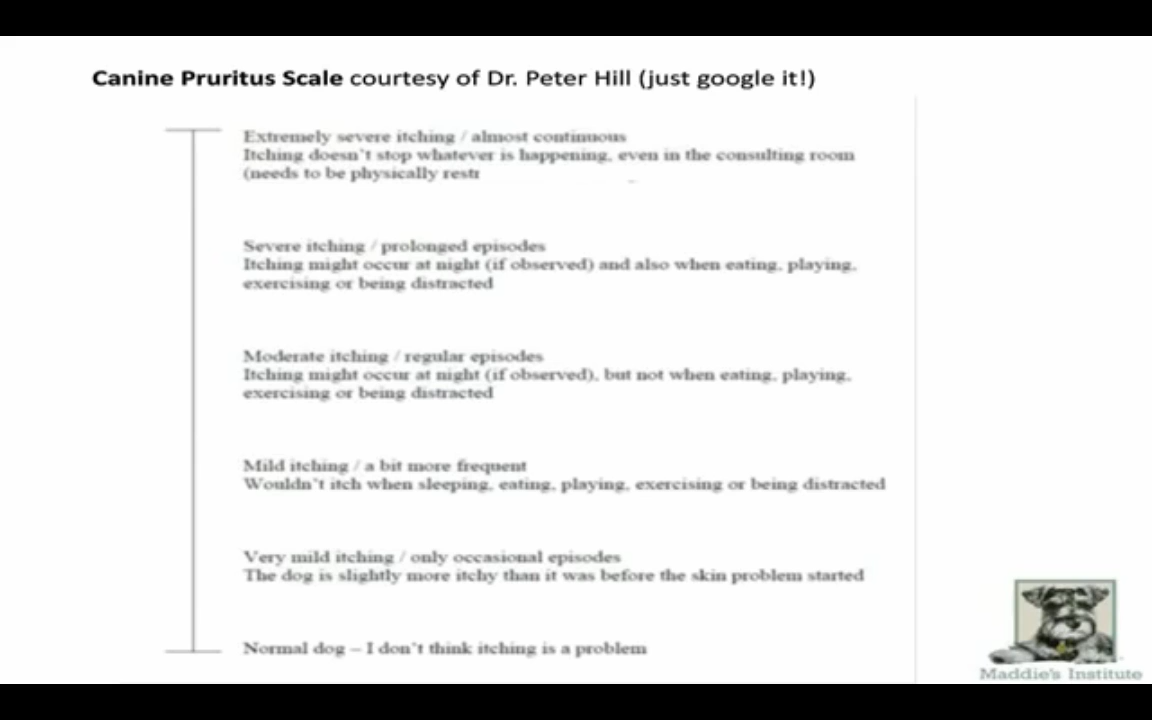 Canine Pruritus Scale courtesy of Dr. Peter Hill (just google it!)
Extremely severe itching / almost continuous
Itching doesn't stop whatever is happening, even in the consulting room
(needs to be physically restr
Severe itching / prolonged episodes
Itching might occur at night (if observed) and also when eating, playing,
exercising or being distracted
Moderate itching / regular episodes
Itching might occur at night (if observed), but not when eating, playing,
exercising or being distracted
Mild itching / a bit more frequent
Wouldn't itch when sleeping, eating, playing, exercising or being distracted
Very mild itching / only occasional episodes
The dog is slightly more itchy than it was before the skin problem started
Normal dog – I don't think itching is a problem
Maddie's Institute